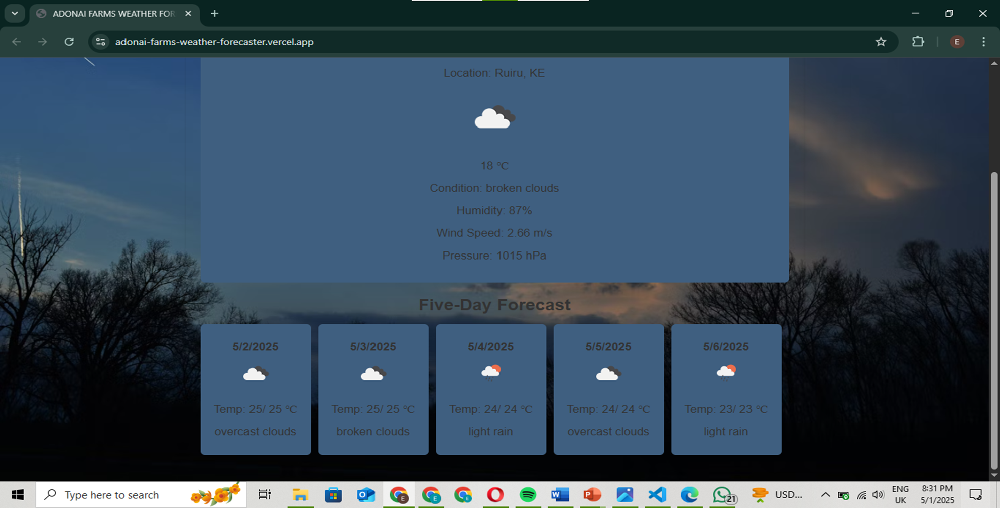 ADONAI FARMS WEATHER FOR
adonai-farms-weather-forecaster.vercel.app
E
Location: Ruiru, KE
18 °C
Condition: broken clouds
Humidity: 87%
Wind Speed: 2.66 m/s
Pressure: 1015 hPa
Five-Day Forecast
5/2/2025
Temp: 25/ 25 °C
overcast clouds
5/3/2025
Temp: 25/ 25 °C
broken clouds
5/4/2025
Temp: 24/ 24 °C
light rain
5/5/2025
Temp: 24/ 24 °C
overcast clouds
5/6/2025
Temp: 23/ 23 °C
light rain
Type here to search
E
E
E
W
P
21
USD...
ENG
UK
8:31 PM
5/1/2025